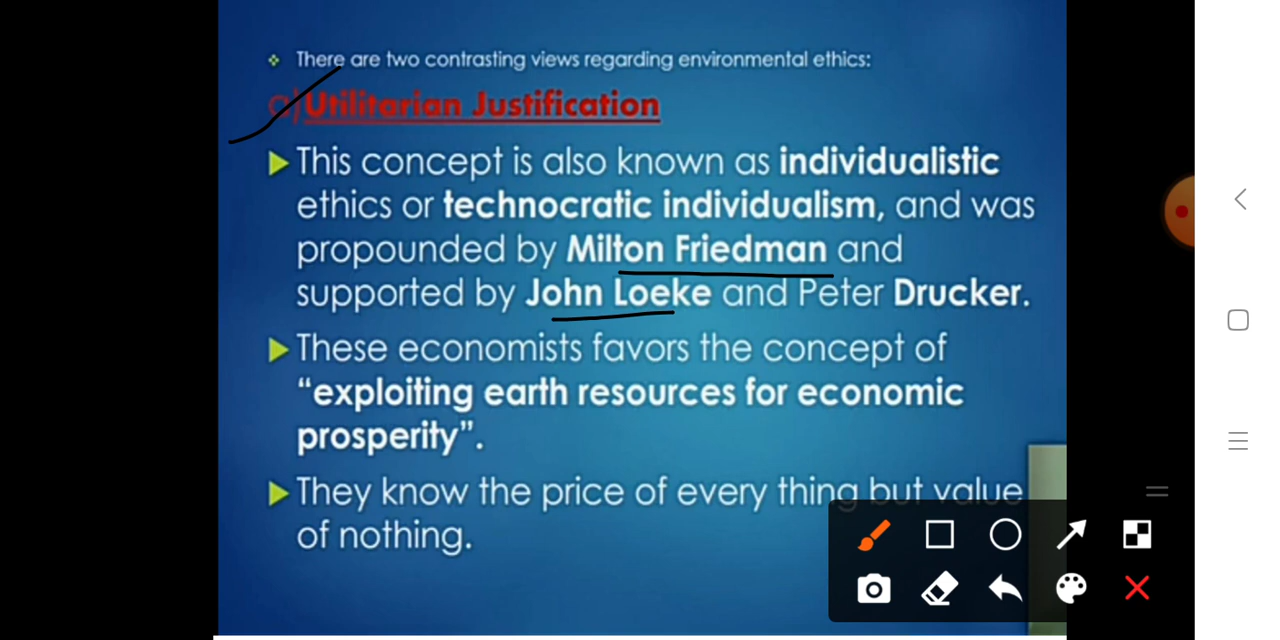 There are two contrasting views regarding environmental ethics:
a) Utilitarian Justification
This concept is also known as individualistic
ethics or technocratic individualism, and was
propounded by Milton Friedman and
supported by John Loeke and Peter Drucker.
These economists favors the concept of
“exploiting earth resources for economic
prosperity”.
They know the price of every thing but value
of nothing.